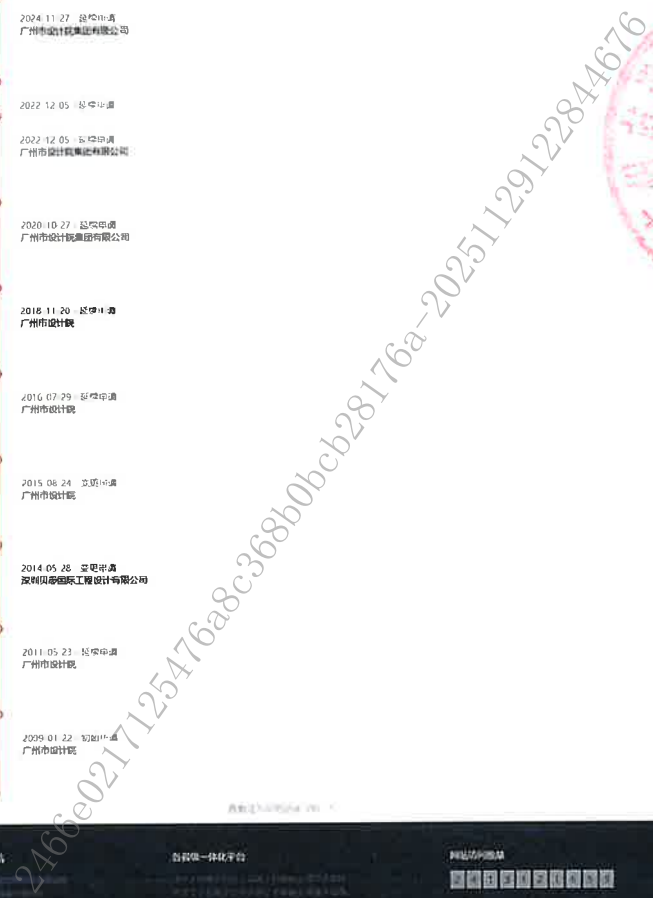 2024-11-27 延续申请
广州市设计院集团有限公司
2022-12-05 延续申请
2022-12-05 延续申请
广州市设计院集团有限公司
2020-10-27 延续申请
广州市设计院集团有限公司
2018-11-20 延续申请
广州市设计院
2016-07-29 延续申请
广州市设计院
2015-08-24 变更申请
广州市设计院
2014-05-28 变更申请
深圳贝恩国际工程设计有限公司
2011-05-23 延续申请
广州市设计院
2009-01-22 初始申请
广州市设计院
2466e0217125476a8c368b0bcb28176a-20251129122844676
各省级一体化平台
网站访问数量